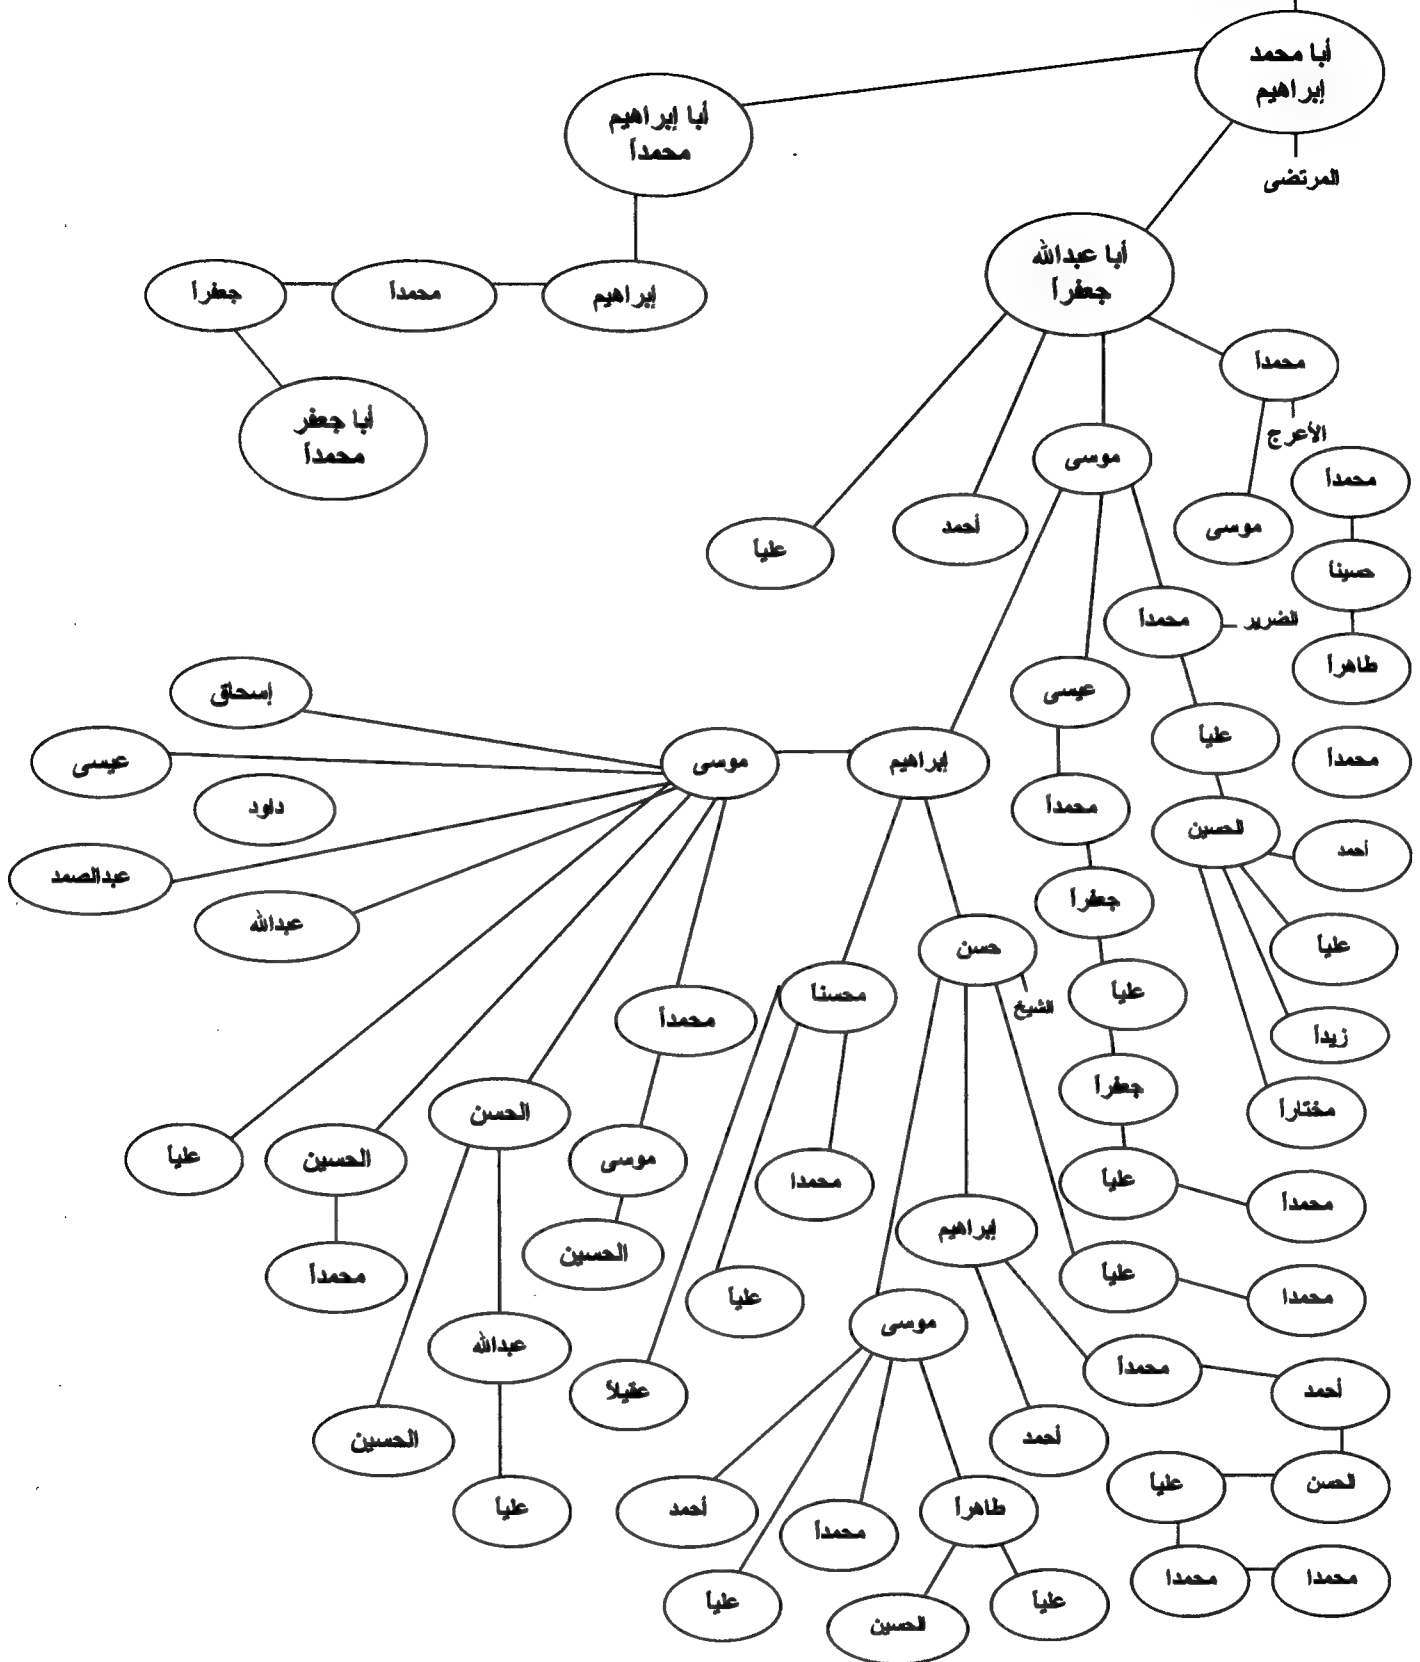 أبا محمد
إبراهيم
المرتضى
أبا إبراهيم
محمداً
أبا عبدالله
جعفراً
إبراهيم
محمداً
جعفراً
أبا جعفر
محمداً
محمداً
الأعرج
موسى
محمداً
موسى
أحمد
علياً
حسيناً
محمداً
الضرير
طاهراً
عيسى
إسحاق
علياً
محمداً
إبراهيم
موسى
عيسى
داود
محمداً
الحسين
أحمد
عبدالصمد
عبدالله
جعفراً
حسن
الشيخ
علياً
علياً
محسناً
محمداً
زيداً
جعفراً
مختاراً
الحسن
علياً
الحسين
موسى
محمدا
علياً
محمداً
إبراهيم
الحسين
محمداً
علياً
علياً
محمدا
موسى
عبدالله
عقيلاً
محمداً
أحمد
الحسين
أحمد
علياً
الحسن
علياً
أحمد
محمداً
طاهراً
محمدا
محمدا
علياً
الحسين
علياً